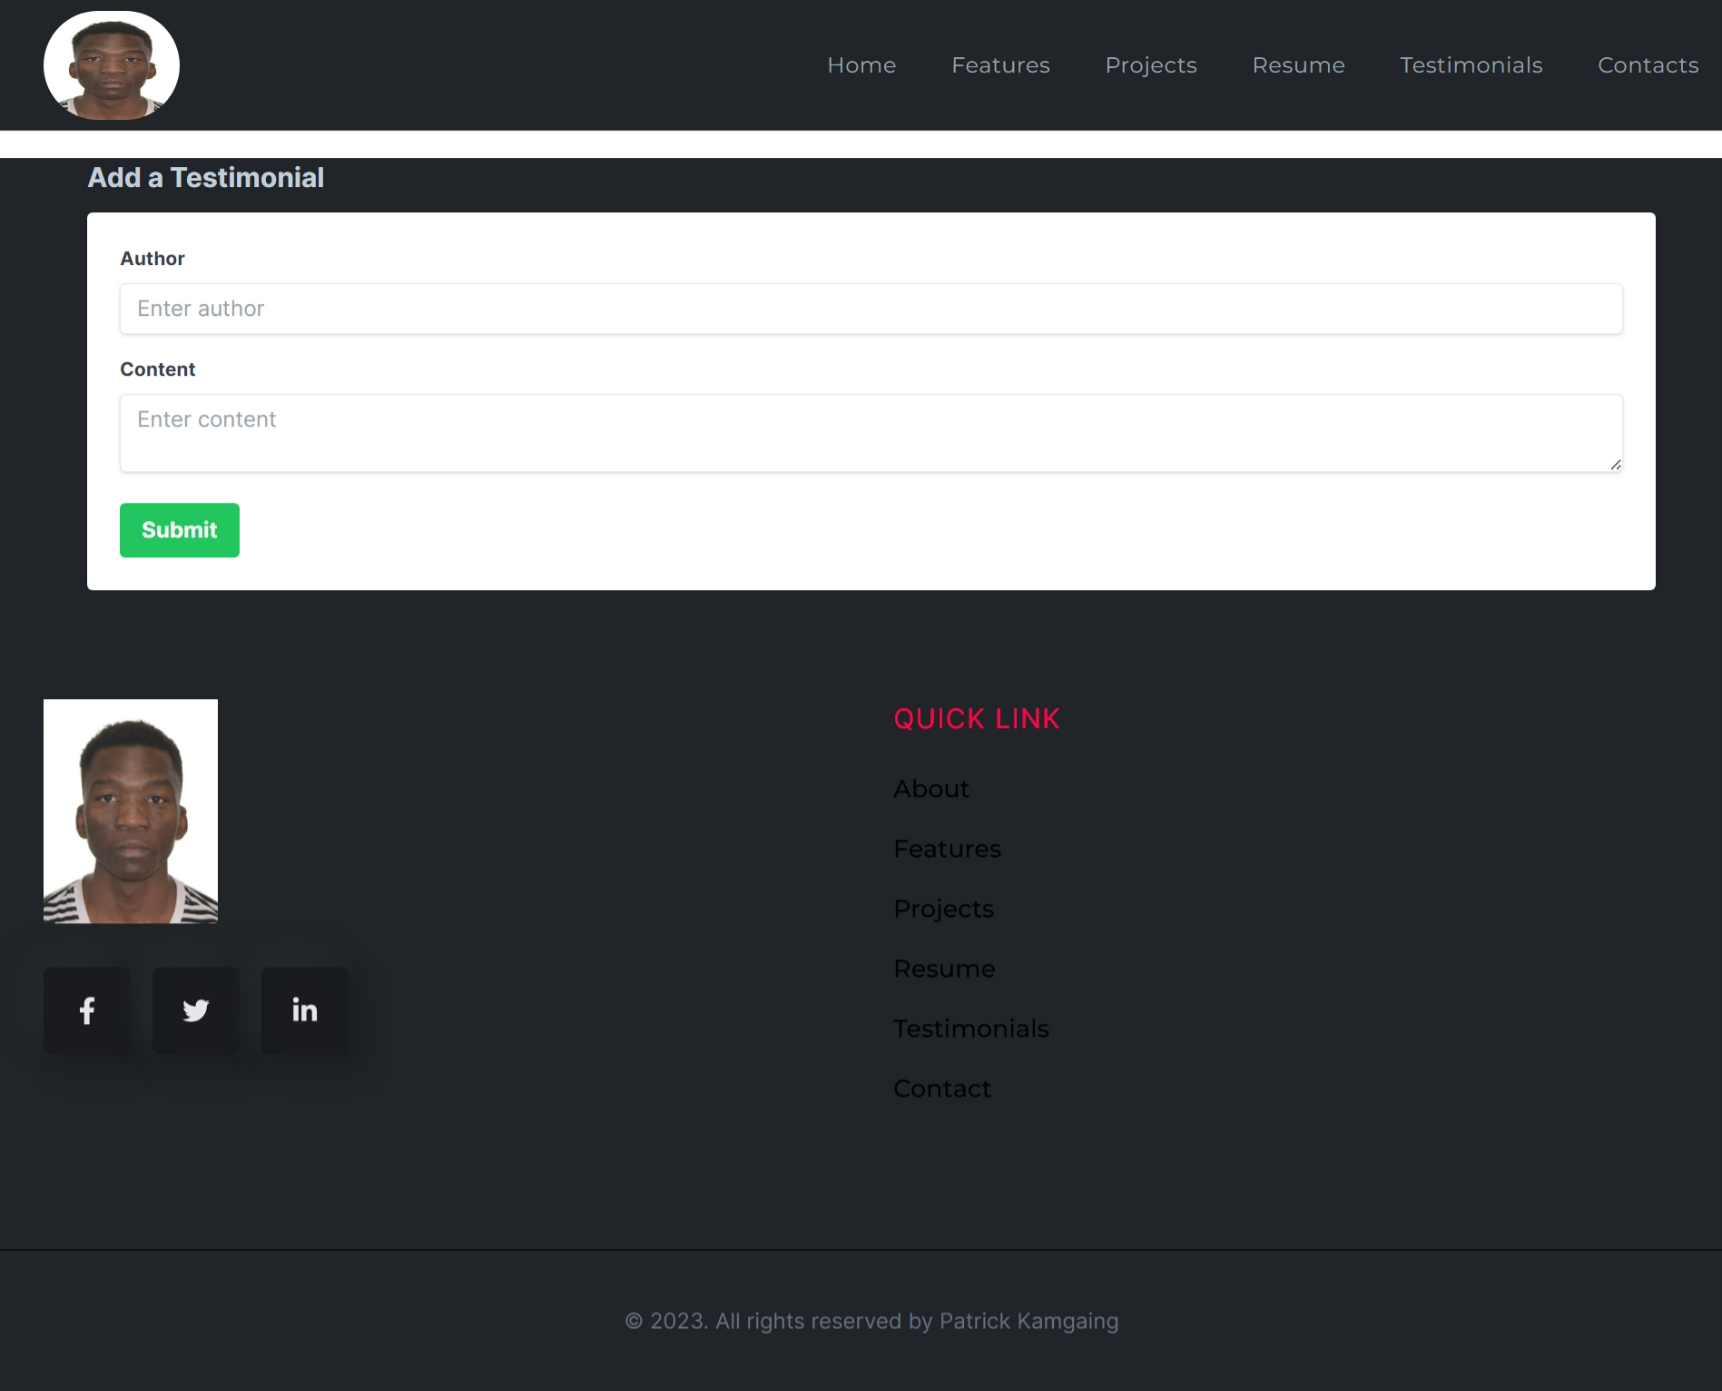 Home Features Projects Resume Testimonials Contacts
Add a Testimonial
Author
Enter author
Content
Enter content
Submit
QUICK LINK
About
Features
Projects
Resume
Testimonials
Contact
© 2023. All rights reserved by Patrick Kamgaing